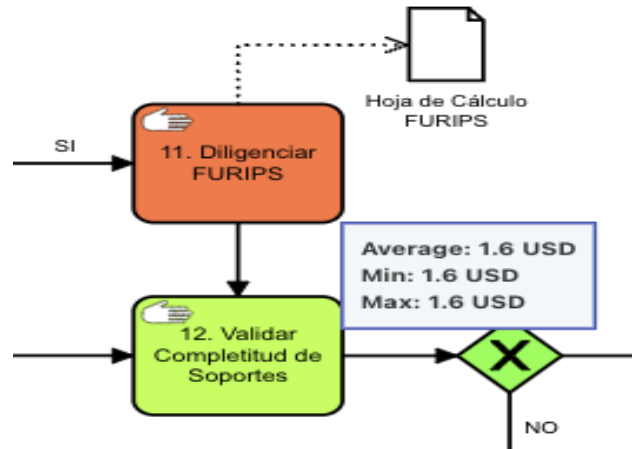 Hoja de Cálculo
FURIPS
SI
11. Diligenciar
FURIPS
Average: 1.6 USD
Min: 1.6 USD
Max: 1.6 USD
12. Validar
Completitud de
Soportes
NO